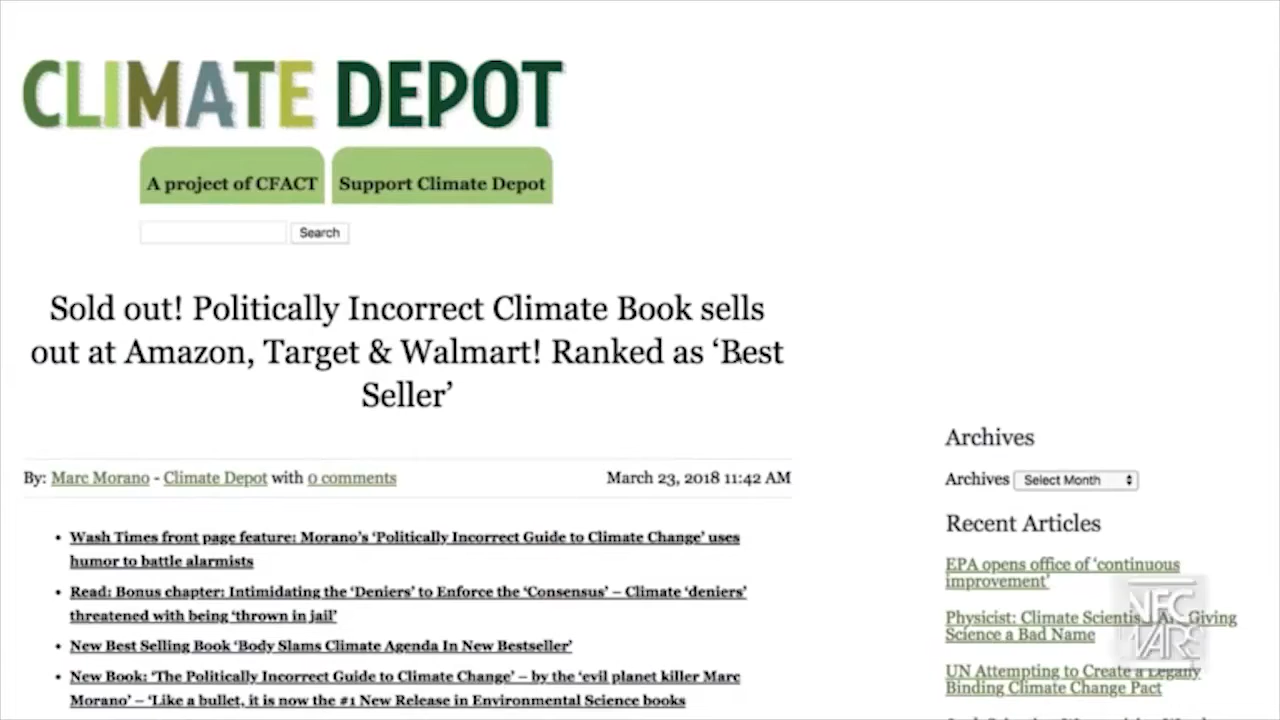 CLIMATE DEPOT
A project of CFACT
Support Climate Depot
Search
Sold out! Politically Incorrect Climate Book sells
out at Amazon, Target & Walmart! Ranked as ‘Best
Seller’
By: Marc Morano - Climate Depot with 0 comments
March 23, 2018 11:42 AM
• Wash Times front page feature: Morano’s ‘Politically Incorrect Guide to Climate Change’ uses
humor to battle alarmists
• Read: Bonus chapter: Intimidating the ‘Deniers’ to Enforce the ‘Consensus’ – Climate ‘deniers’
threatened with being ‘thrown in jail’
• New Best Selling Book ‘Body Slams Climate Agenda In New Bestseller’
• New Book: ‘The Politically Incorrect Guide to Climate Change’ – by the ‘evil planet killer Marc
Morano’ – ‘Like a bullet, it is now the #1 New Release in Environmental Science books
Archives
Archives Select Month
Recent Articles
EPA opens office of ‘continuous
improvement’
Physicist: Climate Giving
Science a Bad Name
UN Attempting to Create a Legally
Binding Climate Change Pact